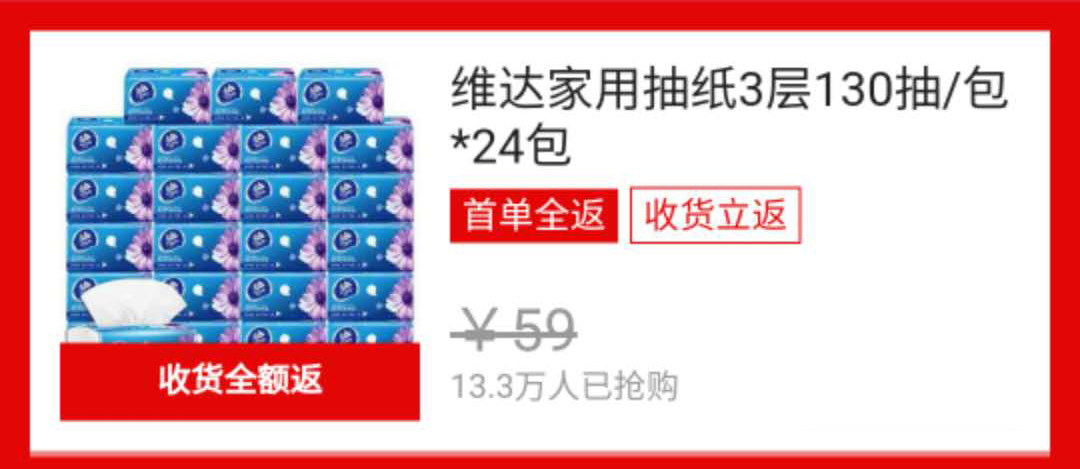 维达家用抽纸3层130抽/包
*24包
首单全返 收货立返
￥59
13.3万人已抢购
收货全额返